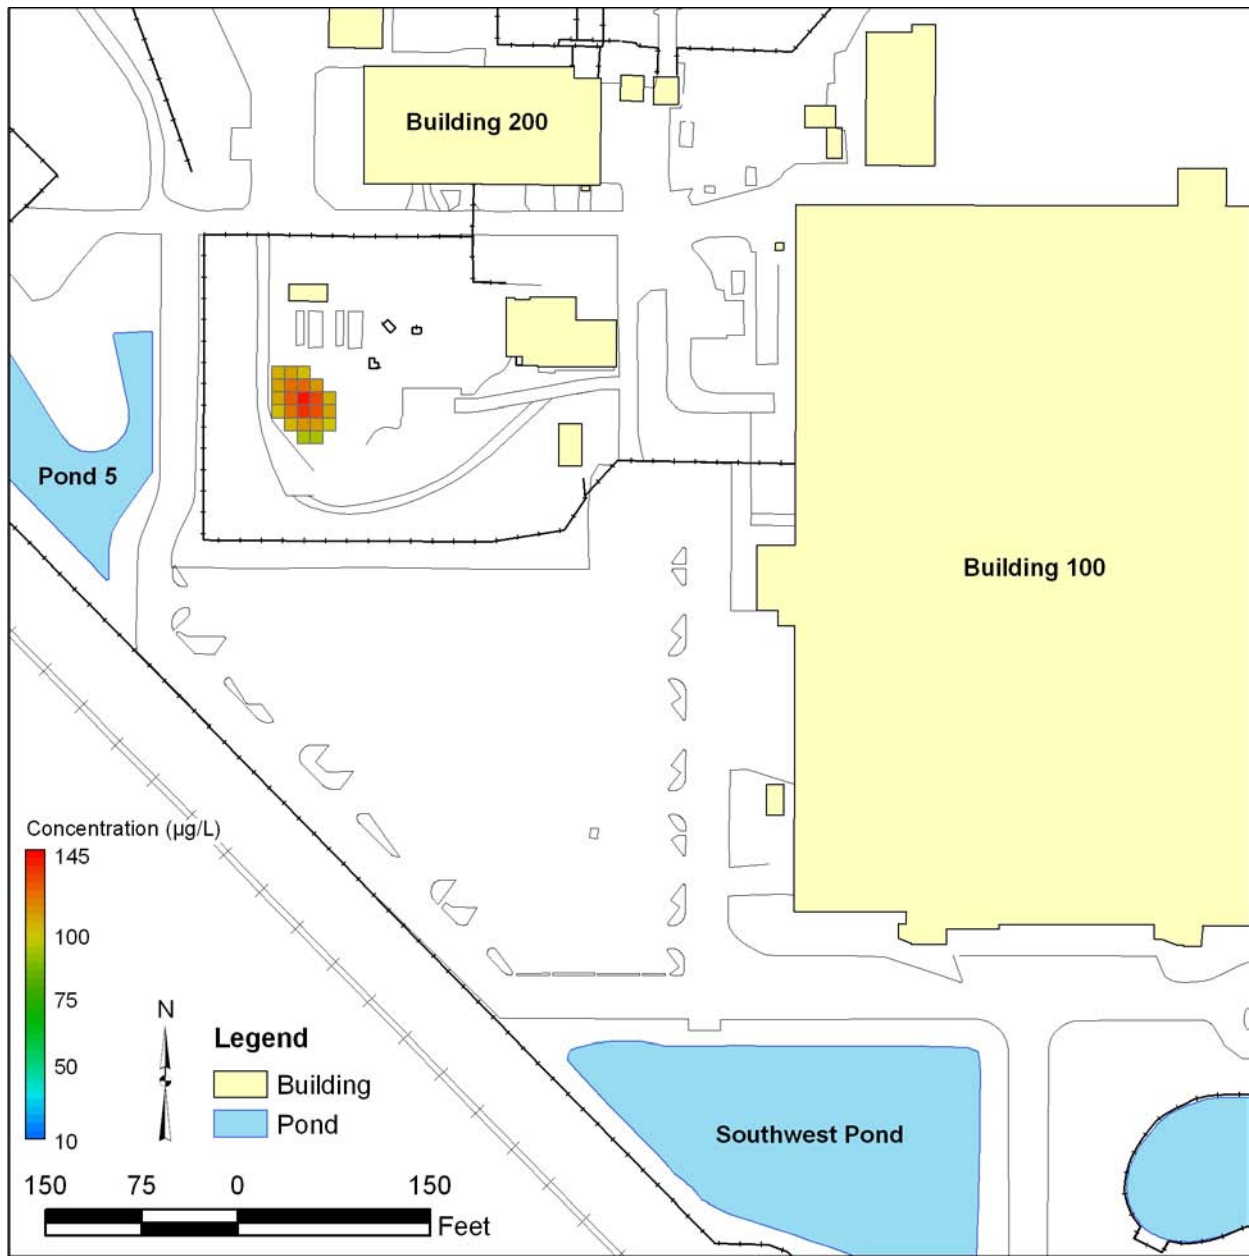 Building 200
Pond 5
Building 100
Concentration (µg/L)
145
100
75
50
10
N
Legend
Building
Pond
Southwest Pond
150 75 0 150
Feet